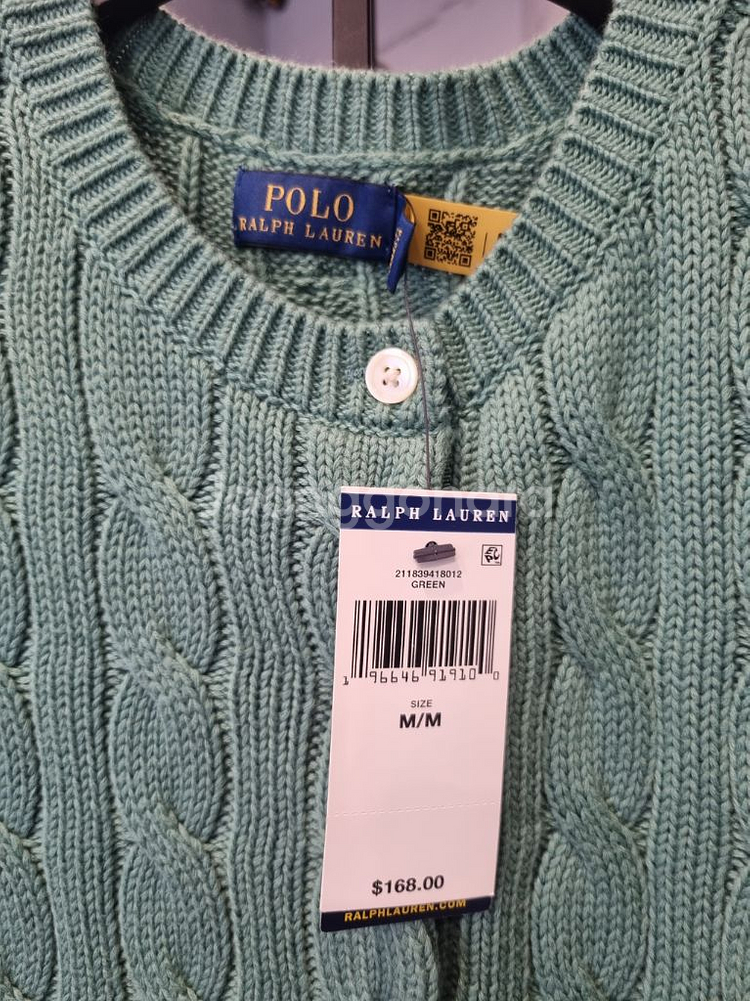 POLO
RALPH LAUREN
RALPH LAUREN
211839418012
GREEN
1 96646 91910 0
SIZE
M/M
$168.00
RALPHLAUREN.COM